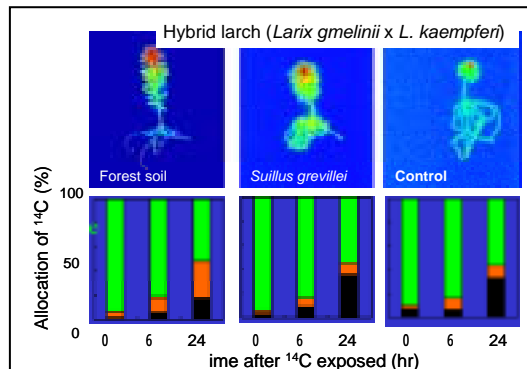 Hybrid larch (Larix gmelinii x L. kaempferi)
Forest soil
Suillus grevillei
Control
Allocation of ¹⁴C (%)
100
50
0
0 6 24
0 6 24
0 6 24
ime after ¹⁴C exposed (hr)